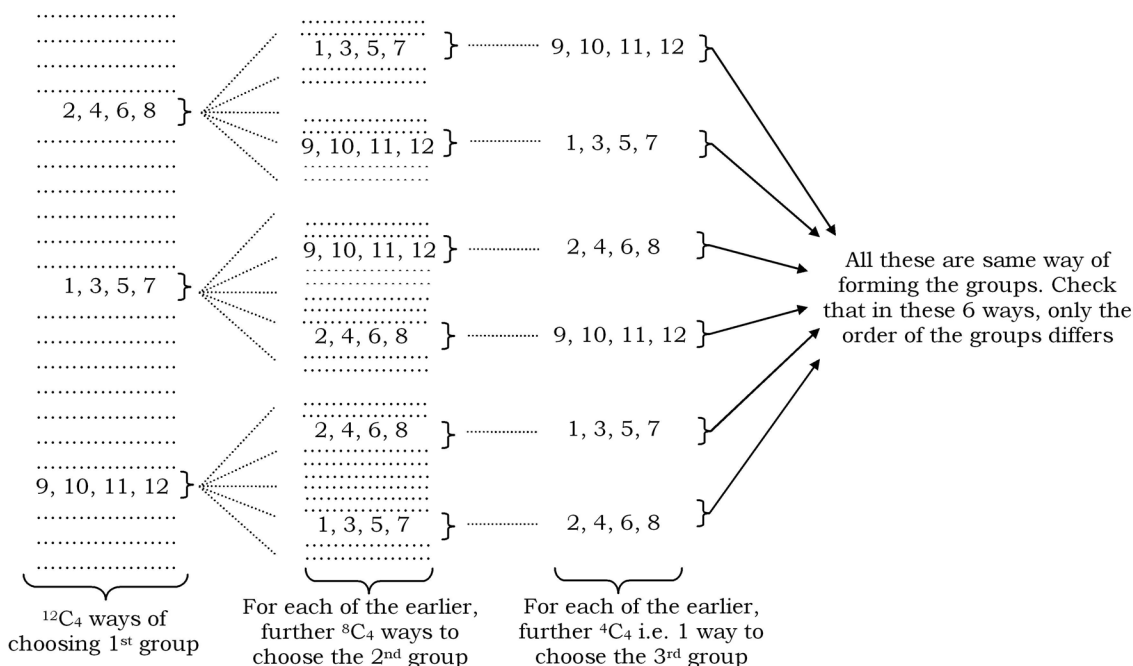 1, 3, 5, 7
9, 10, 11, 12
2, 4, 6, 8
9, 10, 11, 12
1, 3, 5, 7
9, 10, 11, 12
2, 4, 6, 8
1, 3, 5, 7
2, 4, 6, 8
9, 10, 11, 12
All these are same way of
forming the groups. Check
that in these 6 ways, only the
order of the groups differs
2, 4, 6, 8
1, 3, 5, 7
9, 10, 11, 12
1, 3, 5, 7
2, 4, 6, 8
¹²C₄ ways of
choosing 1ˢᵗ group
For each of the earlier,
further ⁸C₄ ways to
choose the 2ⁿᵈ group
For each of the earlier,
further ⁴C₄ i.e. 1 way to
choose the 3ʳᵈ group